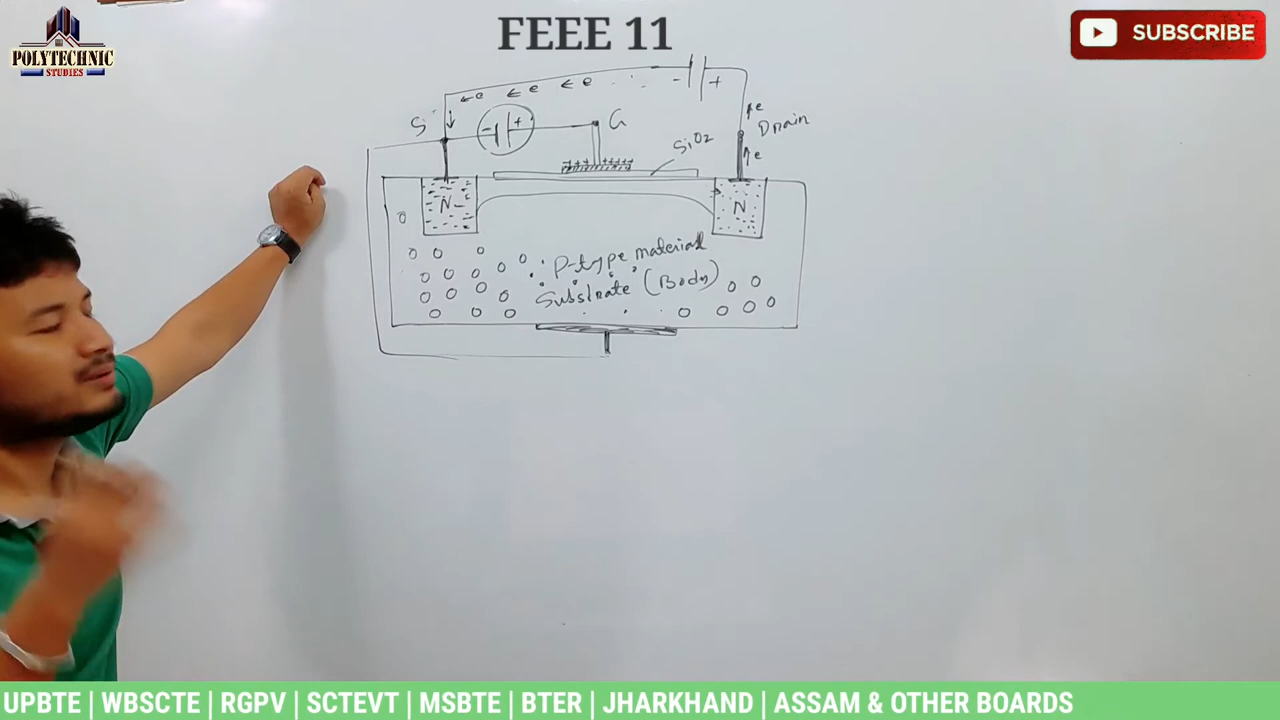 FEEE 11
SUBSCRIBE
POLYTECHNIC
STUDIES
- +
e e e
e
S
- +
G
Drain
SiO2
e
+ + + + + + + +
N
N
P-type material
Substrate (Body)
UPBTE | WBSCTE | RGPV | SCTEVT | MSBTE | BTER | JHARKHAND | ASSAM & OTHER BOARDS